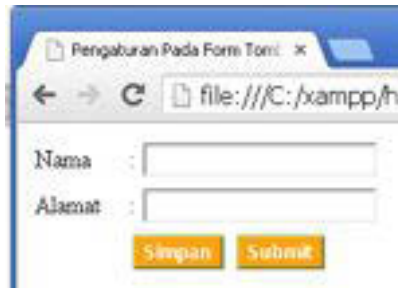 Pengaturan Pada Form Tom
file:///C:/xampp/h
Nama :
Alamat :
Simpan Submit